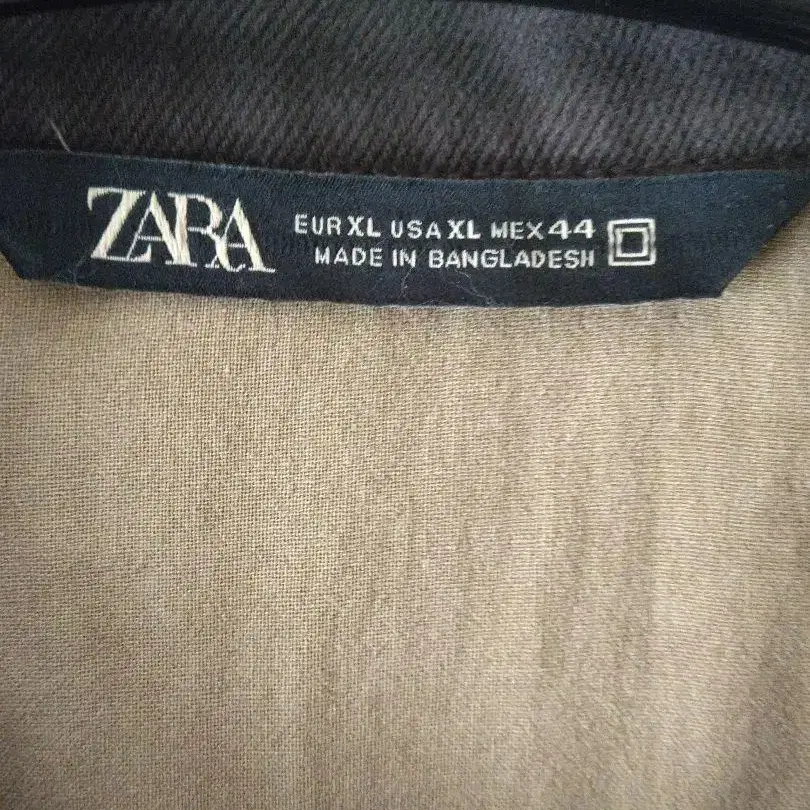 ZARA
EUR XL USA XL MEX 44
MADE IN BANGLADESH